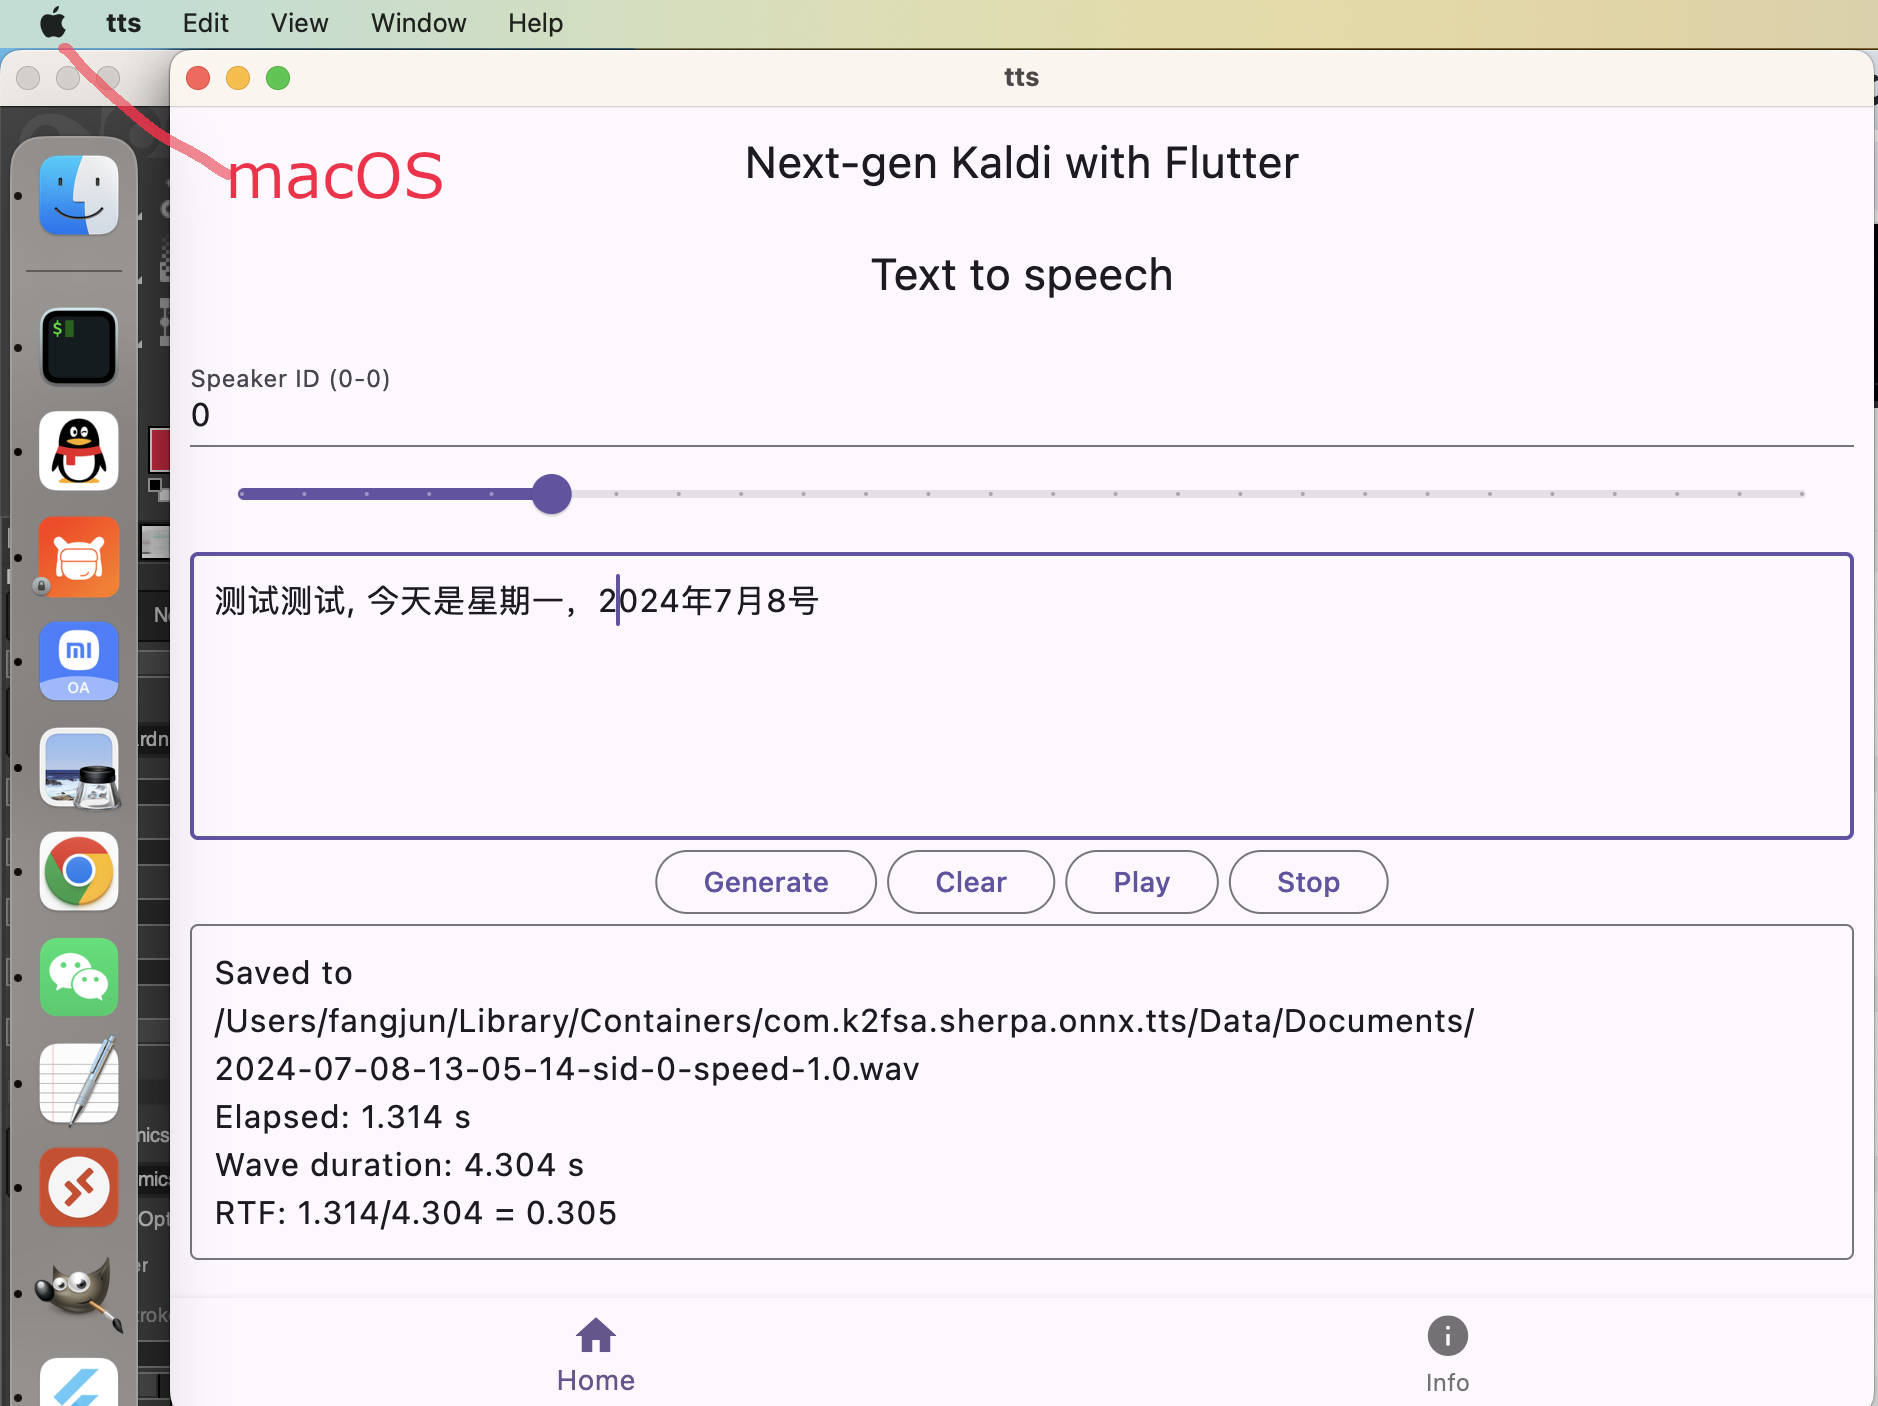 tts Edit View Window Help
tts
macOS
Next-gen Kaldi with Flutter
Text to speech
Speaker ID (0-0)
0
测试测试, 今天是星期一，2024年7月8号
Generate Clear Play Stop
Saved to
/Users/fangjun/Library/Containers/com.k2fsa.sherpa.onnx.tts/Data/Documents/
2024-07-08-13-05-14-sid-0-speed-1.0.wav
Elapsed: 1.314 s
Wave duration: 4.304 s
RTF: 1.314/4.304 = 0.305
Home Info
$
mi
OA